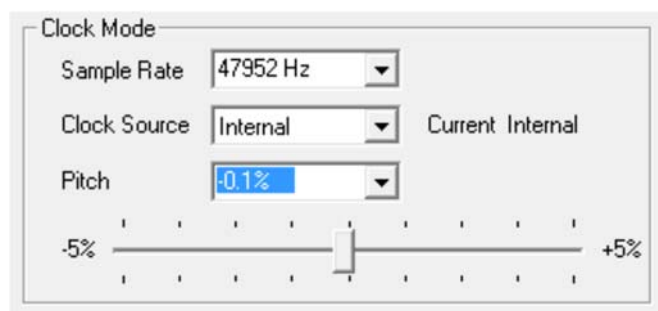 Clock Mode
Sample Rate 47952 Hz
Clock Source Internal Current Internal
Pitch -0.1%
-5% +5%